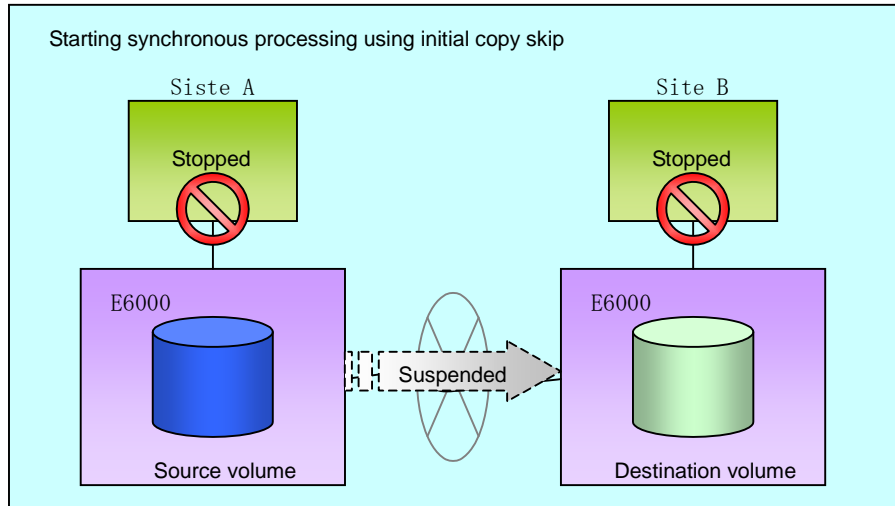 Starting synchronous processing using initial copy skip
Siste A
Site B
Stopped
Stopped
E6000
E6000
Suspended
Source volume
Destination volume